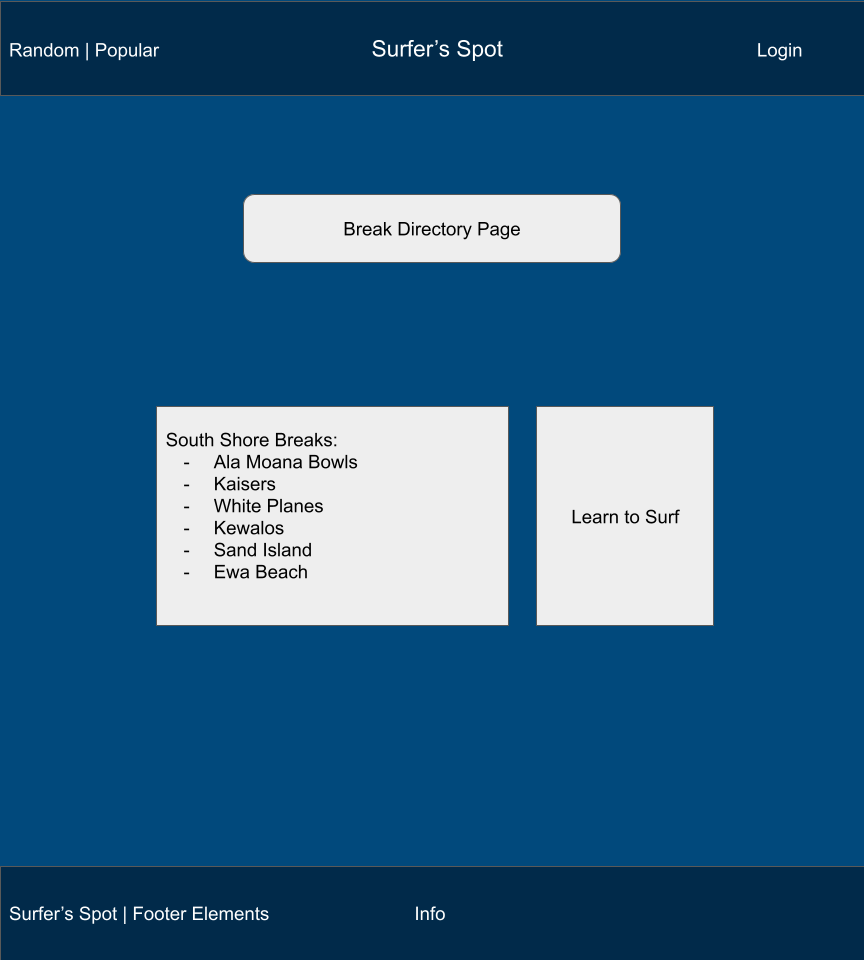 Random | Popular
Surfer’s Spot
Login
Break Directory Page
South Shore Breaks:
- Ala Moana Bowls
- Kaisers
- White Planes
- Kewalos
- Sand Island
- Ewa Beach
Learn to Surf
Surfer’s Spot | Footer Elements
Info